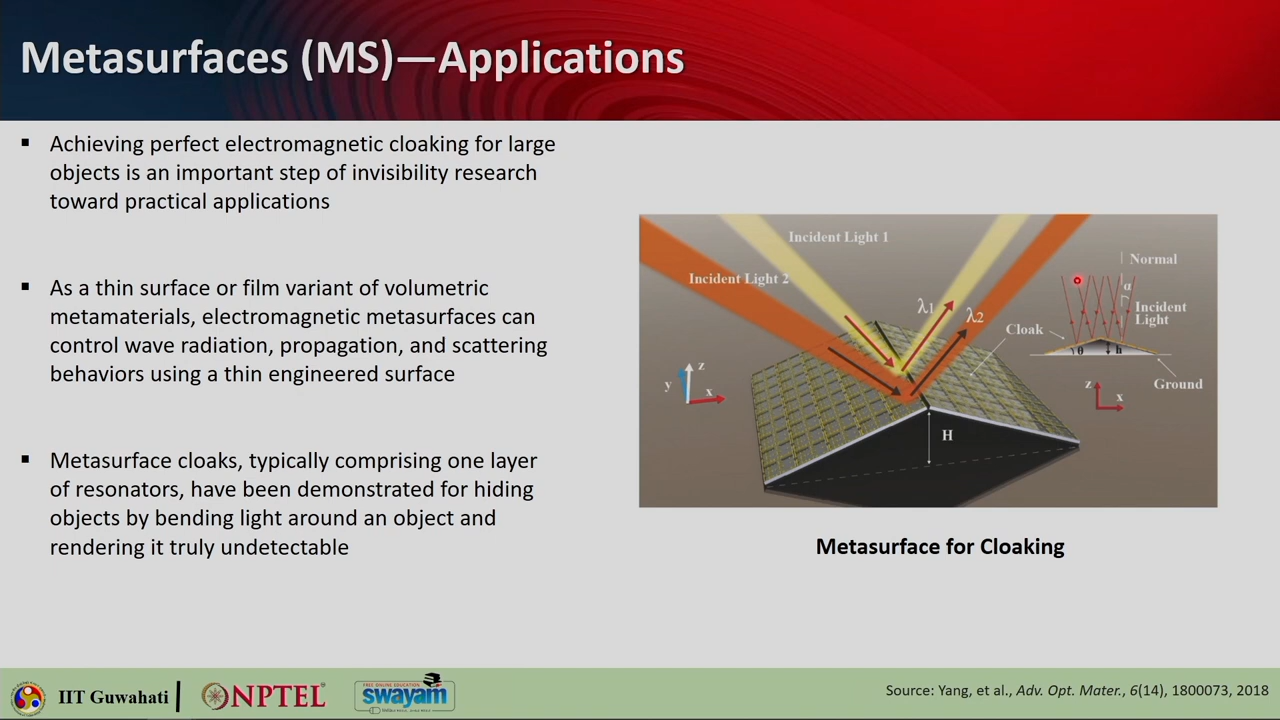 Metasurfaces (MS)—Applications
▪ Achieving perfect electromagnetic cloaking for large
objects is an important step of invisibility research
toward practical applications
▪ As a thin surface or film variant of volumetric
metamaterials, electromagnetic metasurfaces can
control wave radiation, propagation, and scattering
behaviors using a thin engineered surface
▪ Metasurface cloaks, typically comprising one layer
of resonators, have been demonstrated for hiding
objects by bending light around an object and
rendering it truly undetectable
Incident Light 1
Incident Light 2
λ1
λ2
Cloak
H
z
y
x
Normal
α
Incident
Light
θ
h
Ground
z
x
Metasurface for Cloaking
IIT Guwahati
NPTEL
FREE ONLINE EDUCATION
swayam
Source: Yang, et al., Adv. Opt. Mater., 6(14), 1800073, 2018